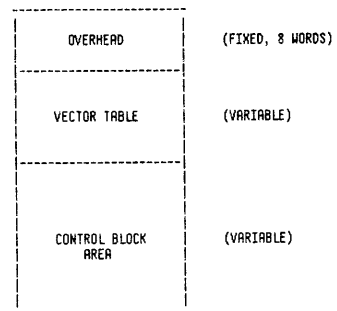 OVERHEAD (FIXED, 8 WORDS)
VECTOR TABLE (VARIABLE)
CONTROL BLOCK (VARIABLE)
AREA